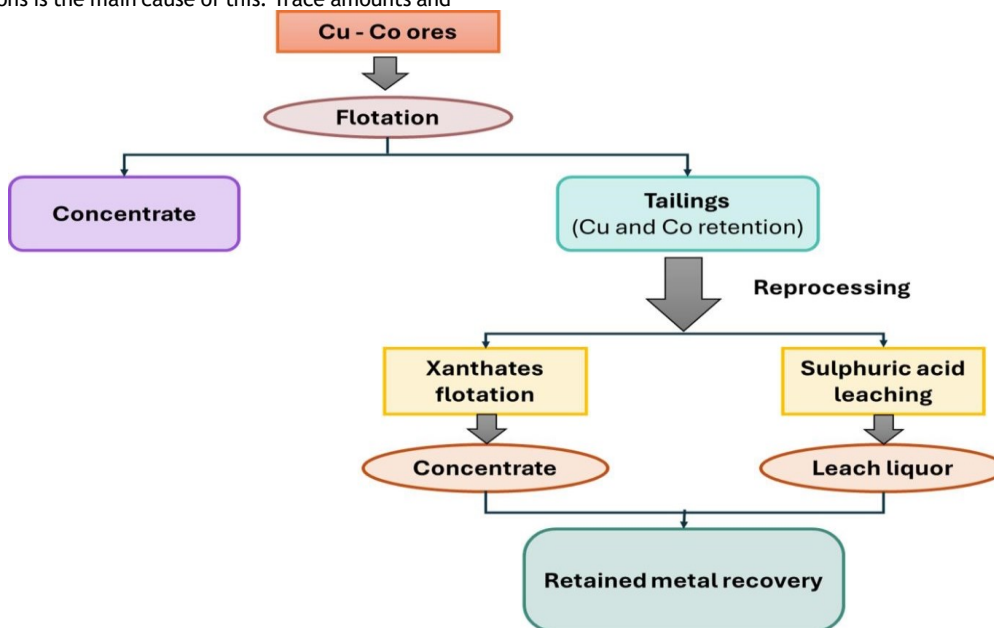 ons is the main cause of this. Trace amounts and
Cu - Co ores
Flotation
Concentrate
Tailings
(Cu and Co retention)
Reprocessing
Xanthates
flotation
Sulphuric acid
leaching
Concentrate
Leach liquor
Retained metal recovery